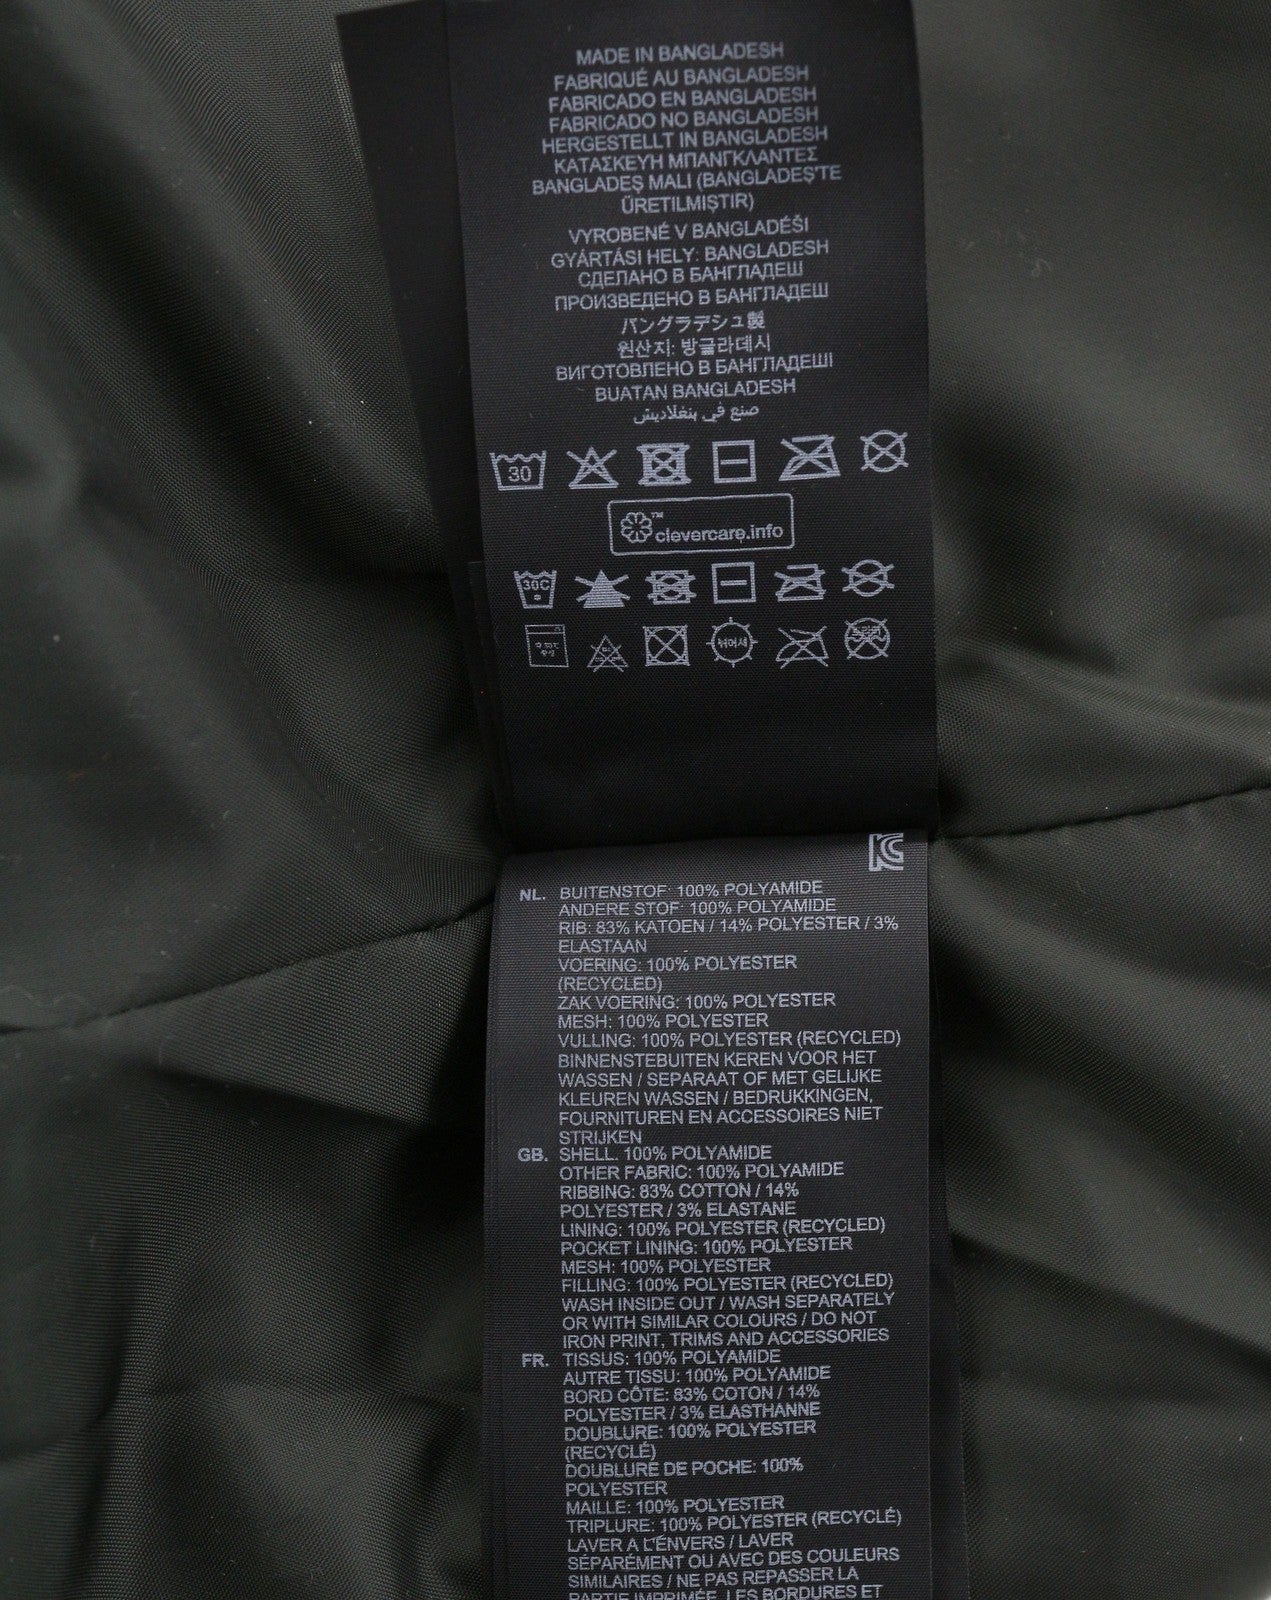 MADE IN BANGLADESH
FABRIQUÉ AU BANGLADESH
FABRICADO EN BANGLADESH
FABRICADO NO BANGLADESH
HERGESTELLT IN BANGLADESH
ΚΑΤΑΣΚΕΥΗ ΜΠΑΝΓΚΛΑΝΤΕΣ
BANGLADEŞ MALI (BANGLADEŞ'TE
ÜRETILMIŞTIR)
VYROBENÉ V BANGLADÉŠI
GYÁRTÁSI HELY: BANGLADESH
СДЕЛАНО В БАНГЛАДЕШ
ПРОИЗВЕДЕНО В БАНГЛАДЕШ
バングラデシュ製
원산지: 방글라데시
ВИГОТОВЛЕНО В БАНГЛАДЕШІ
BUATAN BANGLADESH
صنع في بنغلاديش
30
™
clevercare.info
30C
쉬어서
NL. BUITENSTOF: 100% POLYAMIDE
ANDERE STOF: 100% POLYAMIDE
RIB: 83% KATOEN / 14% POLYESTER / 3%
ELASTAAN
VOERING: 100% POLYESTER
(RECYCLED)
ZAK VOERING: 100% POLYESTER
MESH: 100% POLYESTER
VULLING: 100% POLYESTER (RECYCLED)
BINNENSTEBUITEN KEREN VOOR HET
WASSEN / SEPARAAT OF MET GELIJKE
KLEUREN WASSEN / BEDRUKKINGEN,
FOURNITUREN EN ACCESSOIRES NIET
STRIJKEN
GB. SHELL: 100% POLYAMIDE
OTHER FABRIC: 100% POLYAMIDE
RIBBING: 83% COTTON / 14%
POLYESTER / 3% ELASTANE
LINING: 100% POLYESTER (RECYCLED)
POCKET LINING: 100% POLYESTER
MESH: 100% POLYESTER
FILLING: 100% POLYESTER (RECYCLED)
WASH INSIDE OUT / WASH SEPARATELY
OR WITH SIMILAR COLOURS / DO NOT
IRON PRINT, TRIMS AND ACCESSORIES
FR. TISSUS: 100% POLYAMIDE
AUTRE TISSU: 100% POLYAMIDE
BORD CÔTE: 83% COTON / 14%
POLYESTER / 3% ELASTHANNE
DOUBLURE: 100% POLYESTER
(RECYCLÉ)
DOUBLURE DE POCHE: 100%
POLYESTER
MAILLE: 100% POLYESTER
TRIPLURE: 100% POLYESTER (RECYCLÉ)
LAVER A L'ENVERS / LAVER
SÉPARÉMENT OU AVEC DES COULEURS
SIMILAIRES / NE PAS REPASSER LA
PARTIE IMPRIMÉE, LES BORDURES ET